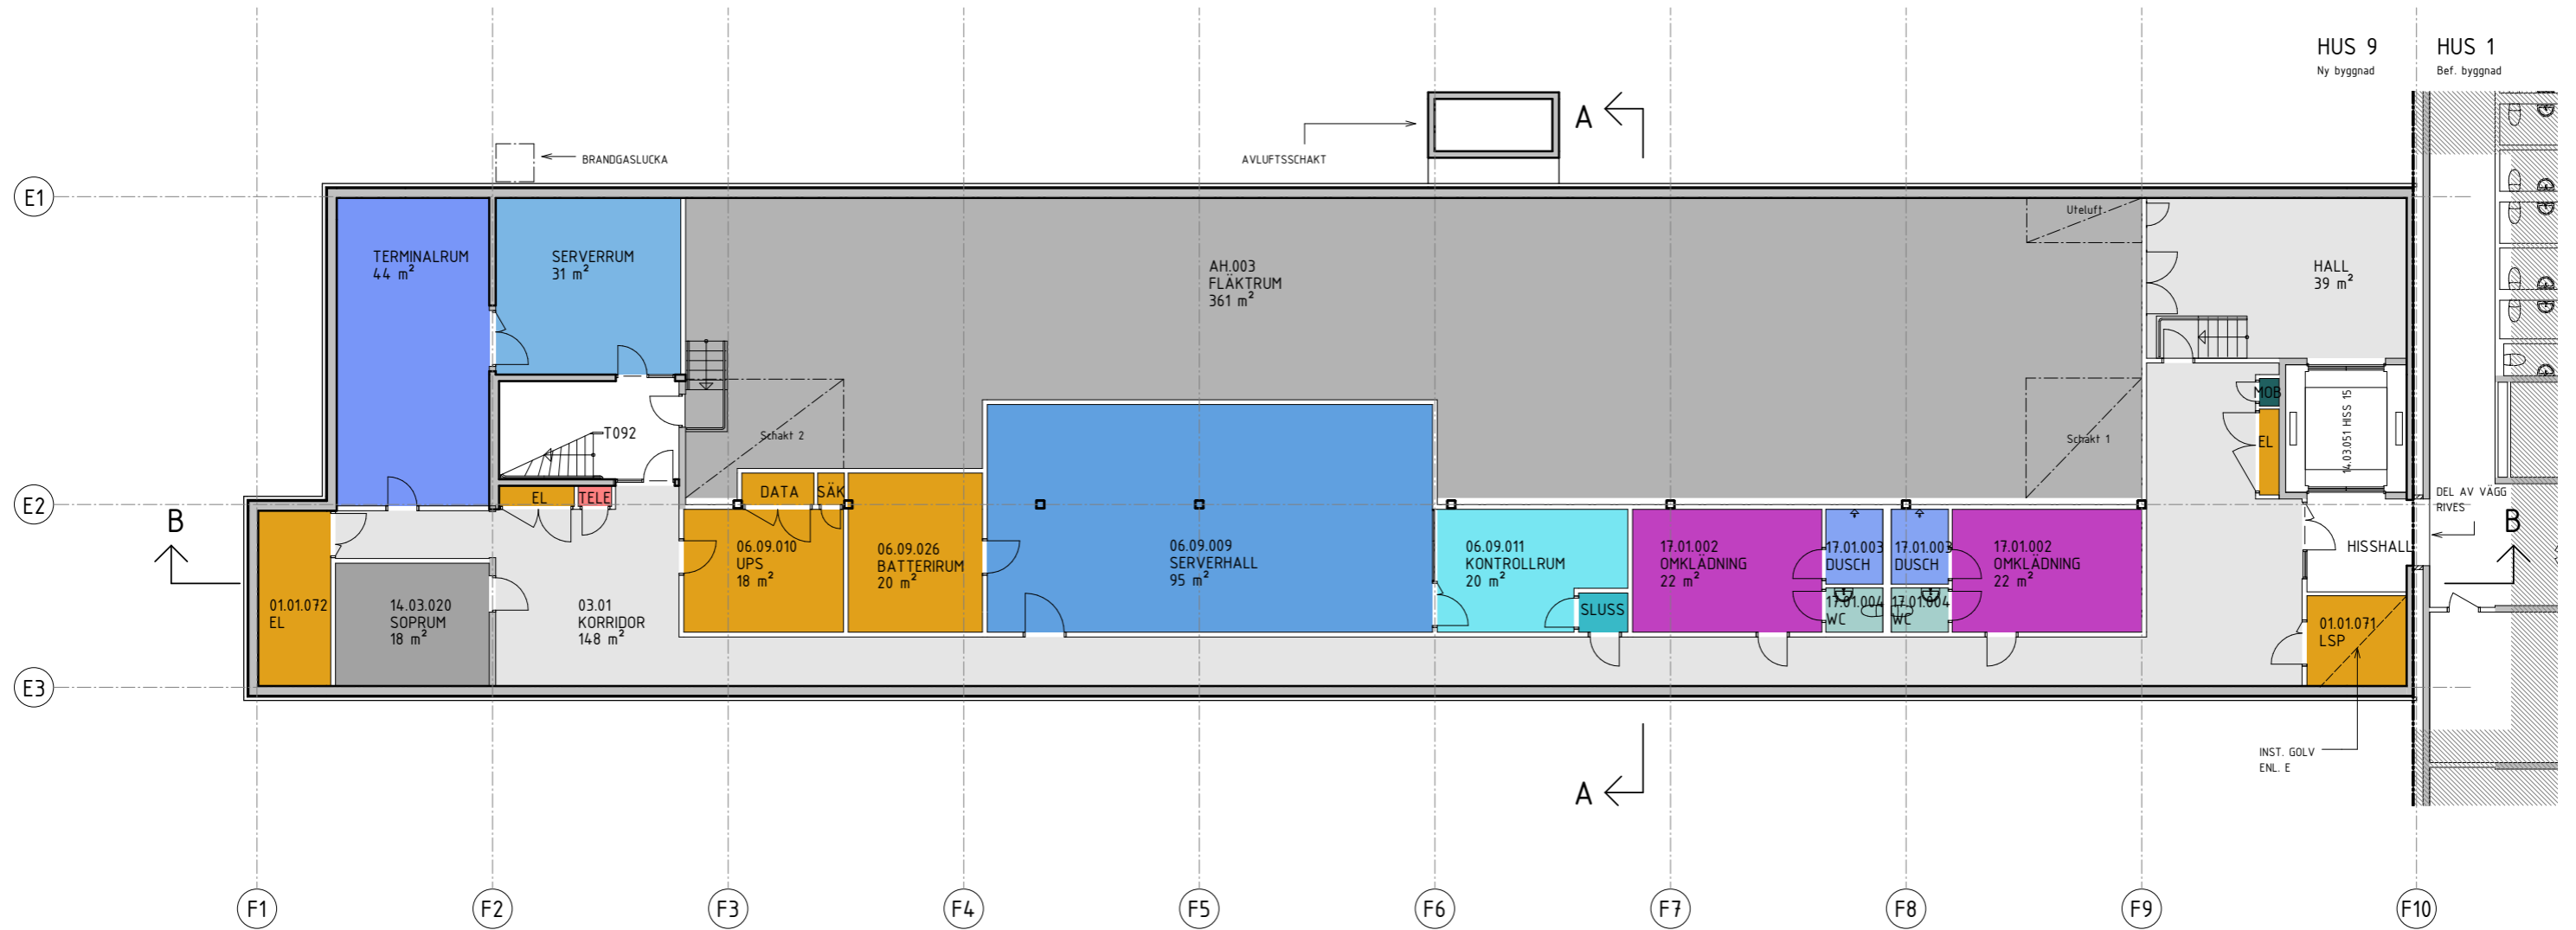 HUS 9
Ny byggnad
HUS 1
Bef. byggnad
A
BRANDGASLUCKA
AVLUFTSSCHAKT
E1
Uteluft
TERMINALRUM
44 m²
SERVERRUM
31 m²
AH.003
FLÄKTRUM
361 m²
HALL
39 m²
MOB
14.03.051 HISS 15
T092
Schakt 2
Schakt 1
EL
E2
EL
TELE
DATA
SÄK
DEL AV VÄGG
RIVES
B
B
06.09.010
UPS
18 m²
06.09.026
BATTERIRUM
20 m²
06.09.009
SERVERHALL
95 m²
06.09.011
KONTROLLRUM
20 m²
17.01.002
OMKLÄDNING
22 m²
17.01.003
DUSCH
17.01.003
DUSCH
17.01.002
OMKLÄDNING
22 m²
HISSHALL
01.01.072
EL
14.03.020
SOPRUM
18 m²
03.01
KORRIDOR
148 m²
SLUSS
17.01.004
WC
17.01.004
WC
01.01.071
LSP
E3
INST. GOLV
ENL. E
A
F1
F2
F3
F4
F5
F6
F7
F8
F9
F10